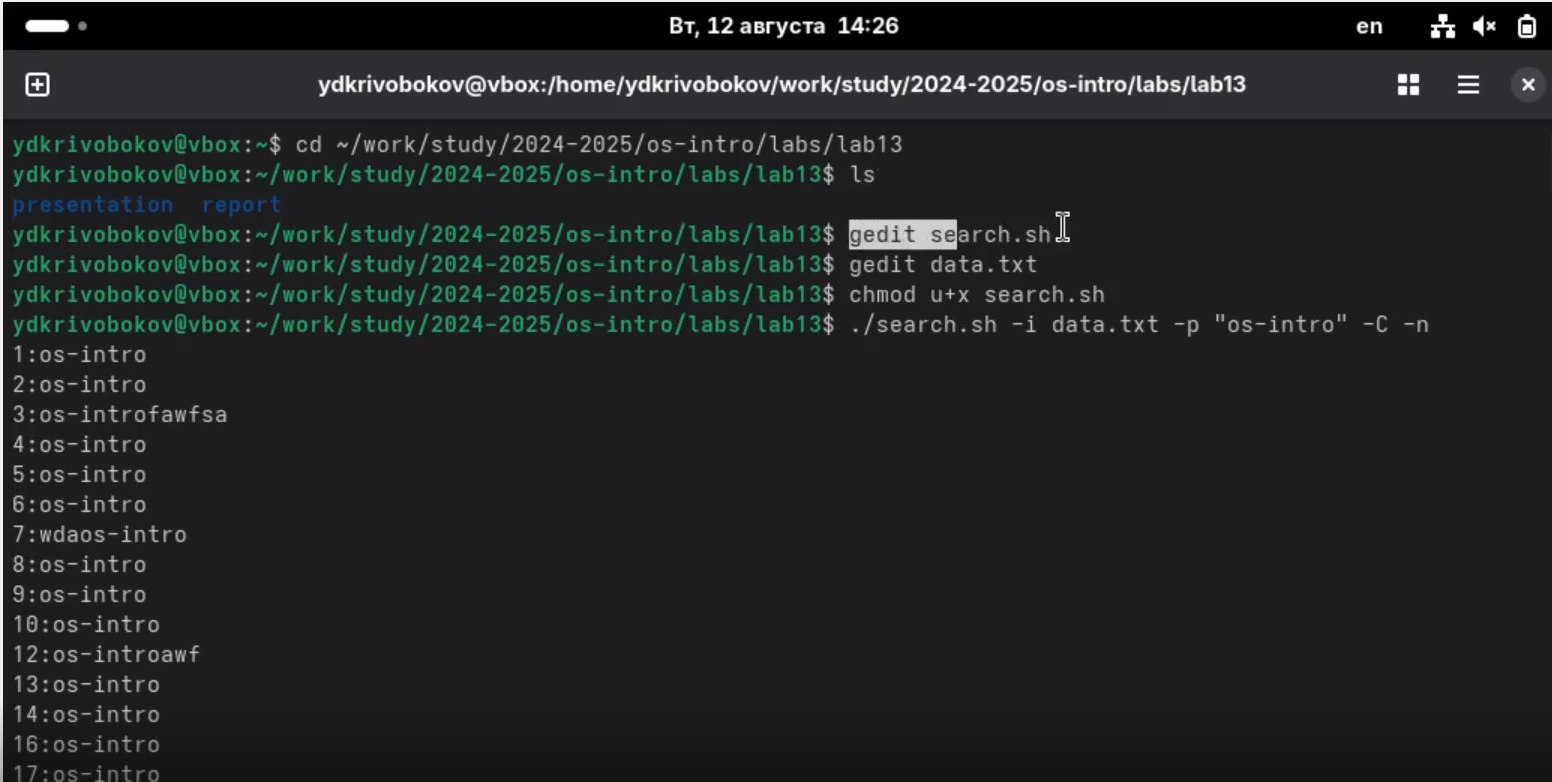 Вт, 12 августа 14:26
en
ydkrivobokov@vbox:/home/ydkrivobokov/work/study/2024-2025/os-intro/labs/lab13
ydkrivobokov@vbox:~$ cd ~/work/study/2024-2025/os-intro/labs/lab13
ydkrivobokov@vbox:~/work/study/2024-2025/os-intro/labs/lab13$ ls
presentation  report
ydkrivobokov@vbox:~/work/study/2024-2025/os-intro/labs/lab13$ gedit search.sh
ydkrivobokov@vbox:~/work/study/2024-2025/os-intro/labs/lab13$ gedit data.txt
ydkrivobokov@vbox:~/work/study/2024-2025/os-intro/labs/lab13$ chmod u+x search.sh
ydkrivobokov@vbox:~/work/study/2024-2025/os-intro/labs/lab13$ ./search.sh -i data.txt -p "os-intro" -C -n
1:os-intro
2:os-intro
3:os-introfawfsa
4:os-intro
5:os-intro
6:os-intro
7:wdaos-intro
8:os-intro
9:os-intro
10:os-intro
12:os-introawf
13:os-intro
14:os-intro
16:os-intro
17:os-intro